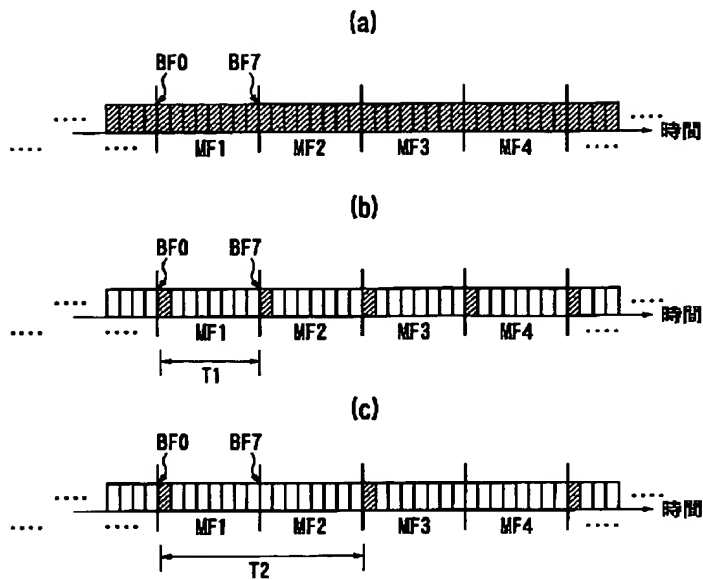 (a)
BF0 BF7
.... .... 時間
.... .... MF1 MF2 MF3 MF4 ....
(b)
BF0 BF7
.... .... 時間
.... .... MF1 MF2 MF3 MF4 ....
T1
(c)
BF0 BF7
.... .... 時間
.... .... MF1 MF2 MF3 MF4 ....
T2